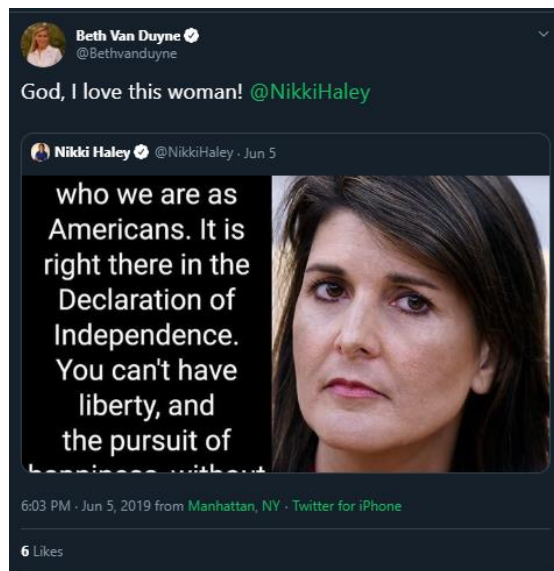 Beth Van Duyne
@Bethvanduyne
God, I love this woman! @NikkiHaley
Nikki Haley @NikkiHaley · Jun 5
who we are as
Americans. It is
right there in the
Declaration of
Independence.
You can't have
liberty, and
the pursuit of
happiness, without
6:03 PM · Jun 5, 2019 from Manhattan, NY · Twitter for iPhone
6 Likes